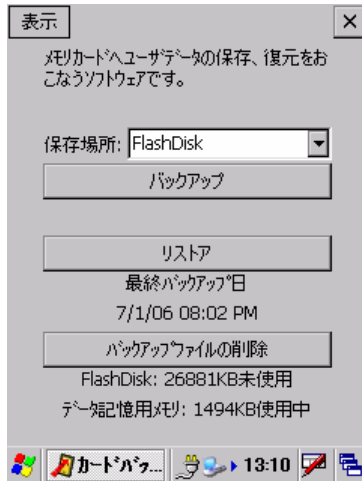 表示
×
ﾒﾓﾘｶｰﾄﾞへﾕｰｻﾞﾃﾞｰﾀの保存、復元をお
こなうｿﾌﾄｳｪｱです。
保存場所: FlashDisk
ﾊﾞｯｸｱｯﾌﾟ
ﾘｽﾄｱ
最終ﾊﾞｯｸｱｯﾌﾟ日
7/1/06 08:02 PM
ﾊﾞｯｸｱｯﾌﾟﾌｧｲﾙの削除
FlashDisk: 26881KB未使用
ﾃﾞｰﾀ記憶用ﾒﾓﾘ: 1494KB使用中
ｶｰﾄﾞﾊﾞｯ... 13:10